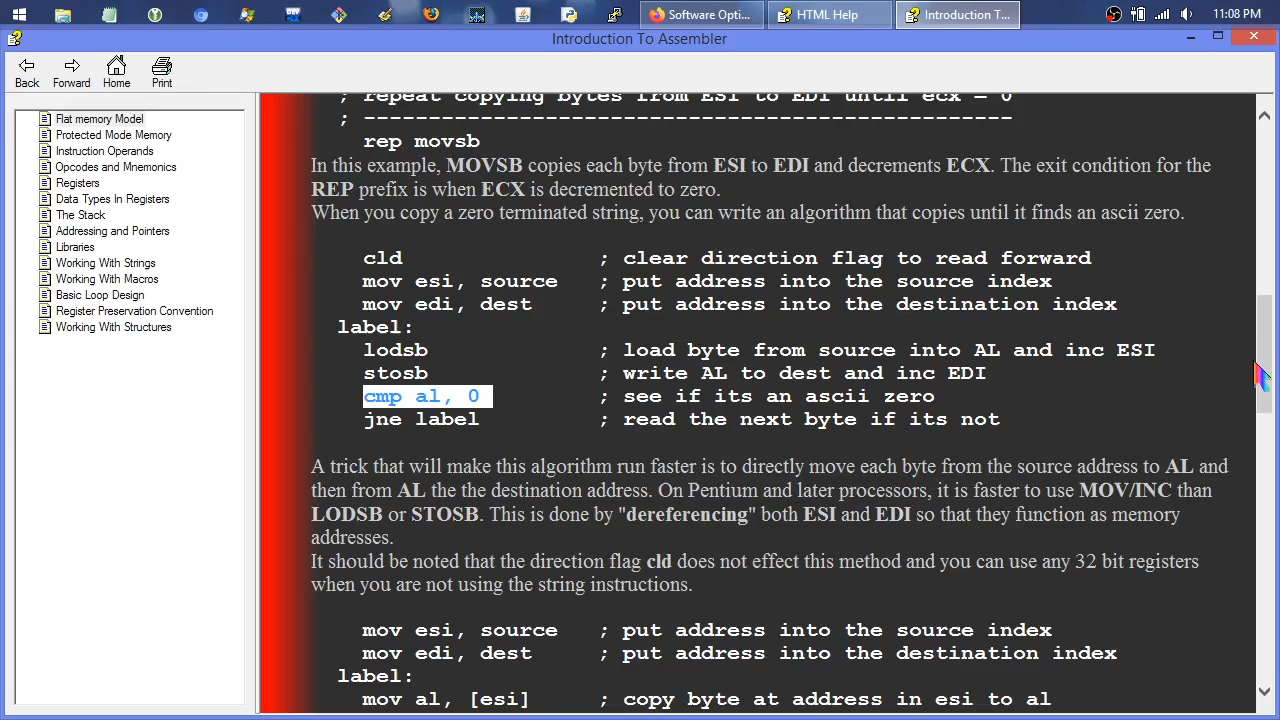 Software Opti...
HTML Help
Introduction T...
11:08 PM
Introduction To Assembler
Back
Forward
Home
Print
Flat memory Model
Protected Mode Memory
Instruction Operands
Opcodes and Mnemonics
Registers
Data Types In Registers
The Stack
Addressing and Pointers
Libraries
Working With Strings
Working With Macros
Basic Loop Design
Register Preservation Convention
Working With Structures
; repeat copying bytes from ESI to EDI until ecx = 0
; --------------------------------------------------
rep movsb
In this example, MOVSB copies each byte from ESI to EDI and decrements ECX. The exit condition for the
REP prefix is when ECX is decremented to zero.
When you copy a zero terminated string, you can write an algorithm that copies until it finds an ascii zero.
cld ; clear direction flag to read forward
mov esi, source ; put address into the source index
mov edi, dest ; put address into the destination index
label:
lodsb ; load byte from source into AL and inc ESI
stosb ; write AL to dest and inc EDI
cmp al, 0 ; see if its an ascii zero
jne label ; read the next byte if its not
A trick that will make this algorithm run faster is to directly move each byte from the source address to AL and
then from AL the the destination address. On Pentium and later processors, it is faster to use MOV/INC than
LODSB or STOSB. This is done by "dereferencing" both ESI and EDI so that they function as memory
addresses.
It should be noted that the direction flag cld does not effect this method and you can use any 32 bit registers
when you are not using the string instructions.
mov esi, source ; put address into the source index
mov edi, dest ; put address into the destination index
label:
mov al, [esi] ; copy byte at address in esi to al